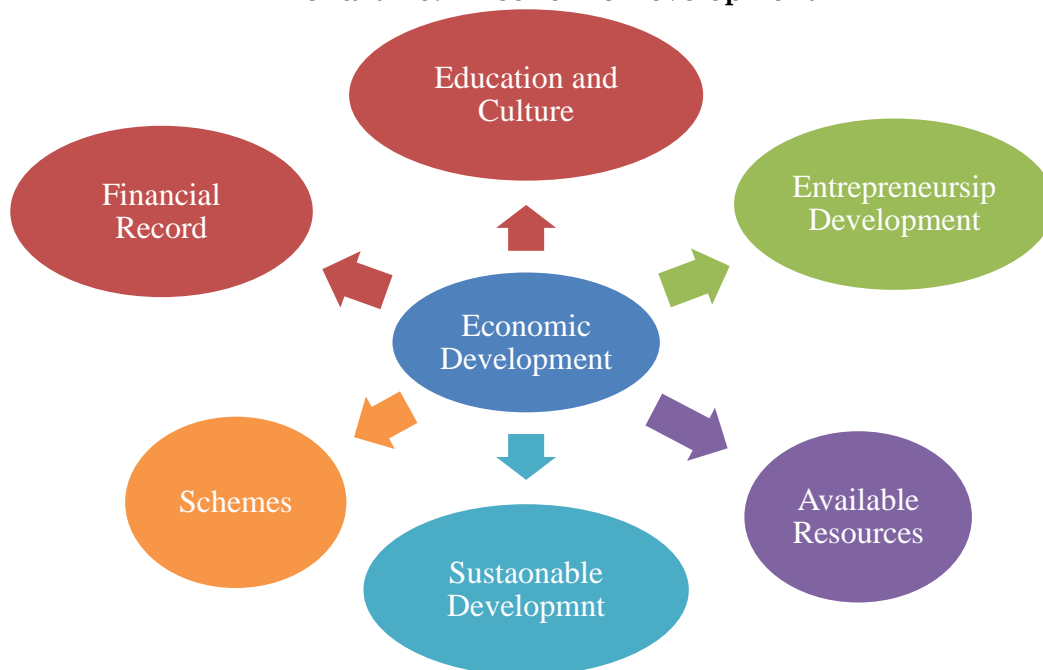 Education and
Culture
Financial
Record
Entrepreneursip
Development
Economic
Development
Schemes
Available
Resources
Sustaonable
Developmnt